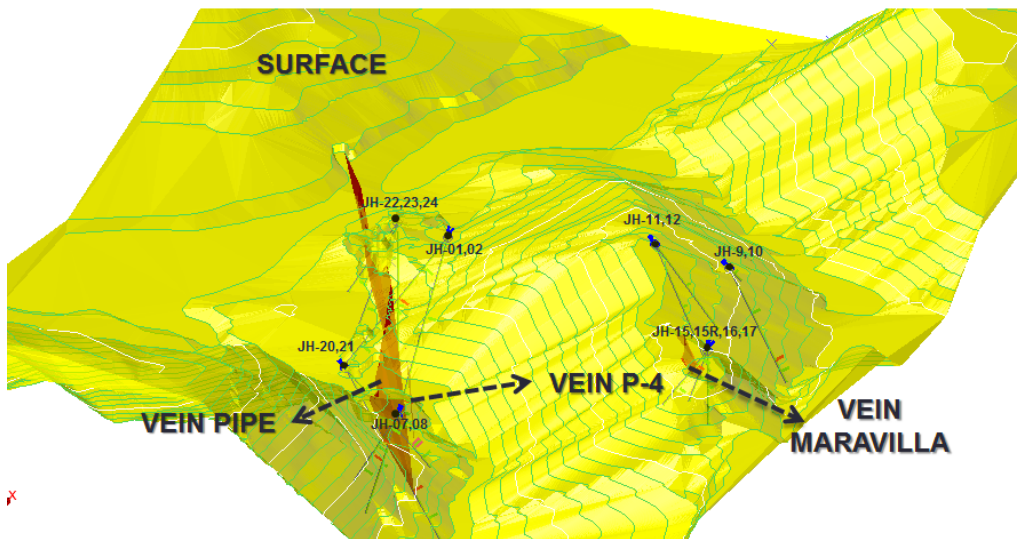 SURFACE
JH-22,23,24
JH-01,02
JH-11,12
JH-9,10
JH-15,15R,16,17
JH-20,21
VEIN P-4
VEIN PIPE
JH-07,08
VEIN
MARAVILLA
X